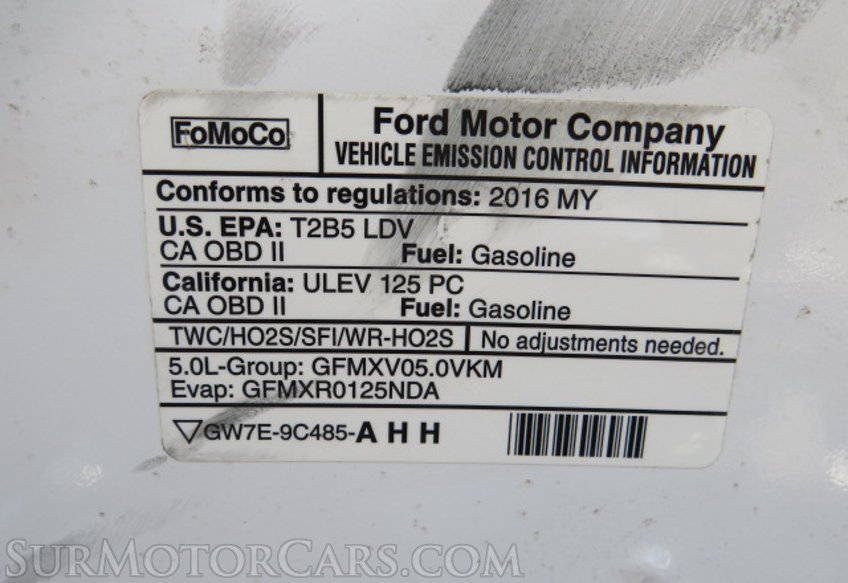 FoMoCo
Ford Motor Company
VEHICLE EMISSION CONTROL INFORMATION
Conforms to regulations: 2016 MY
U.S. EPA: T2B5 LDV
CA OBD II Fuel: Gasoline
California: ULEV 125 PC
CA OBD II Fuel: Gasoline
TWC/HO2S/SFI/WR-HO2S No adjustments needed.
5.0L-Group: GFMXV05.0VKM
Evap: GFMXR0125NDA
GW7E-9C485-A H H
SurMotorCars.com